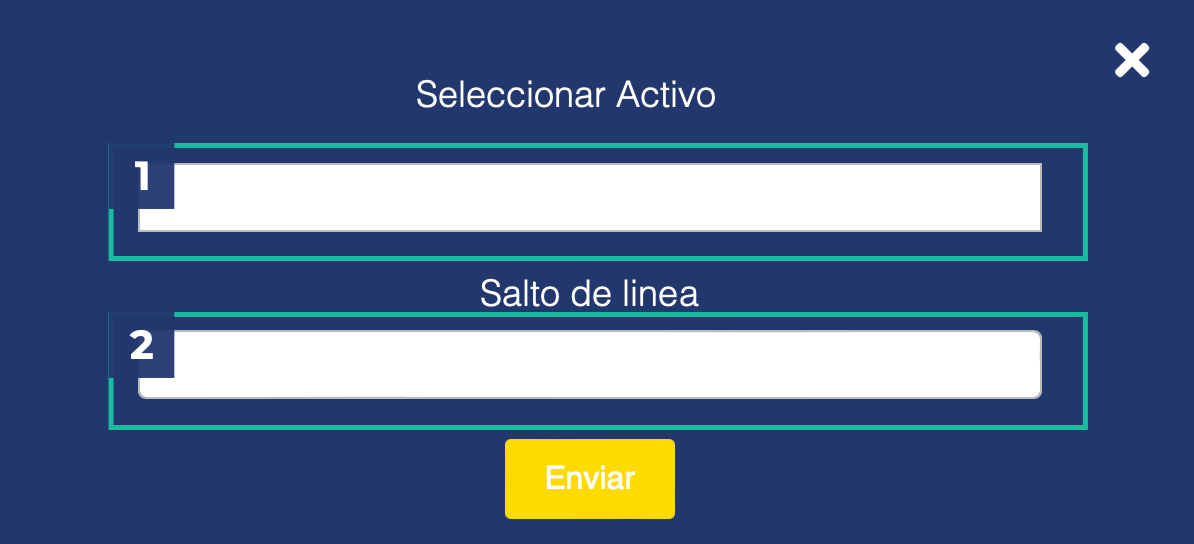 Seleccionar Activo
1
Salto de linea
2
Enviar